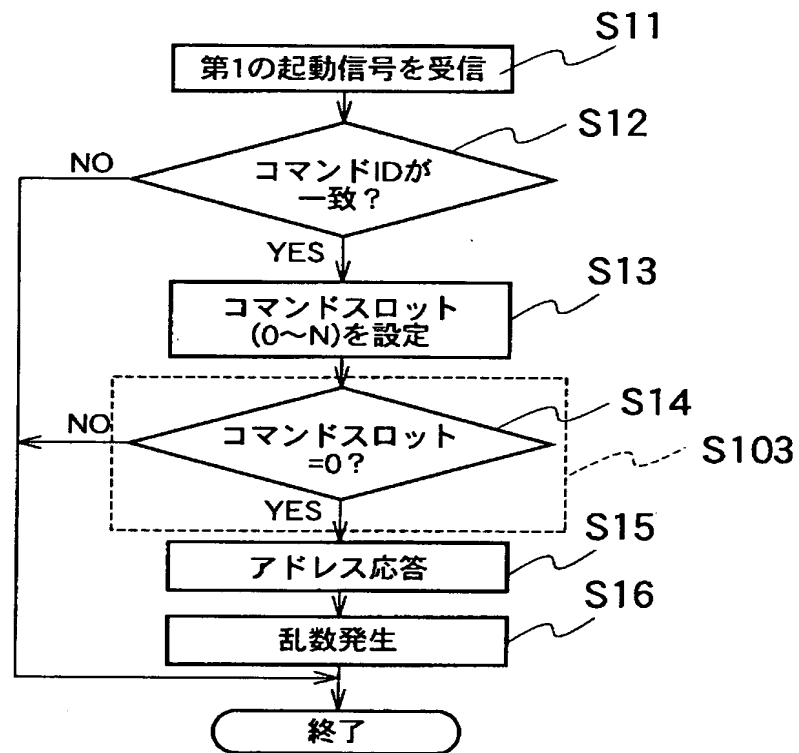 S11
第1の起動信号を受信
S12
NO
コマンドIDが
一致?
YES
S13
コマンドスロット
(0〜N)を設定
S14
NO
コマンドスロット
=0?
S103
YES
S15
アドレス応答
S16
乱数発生
終了